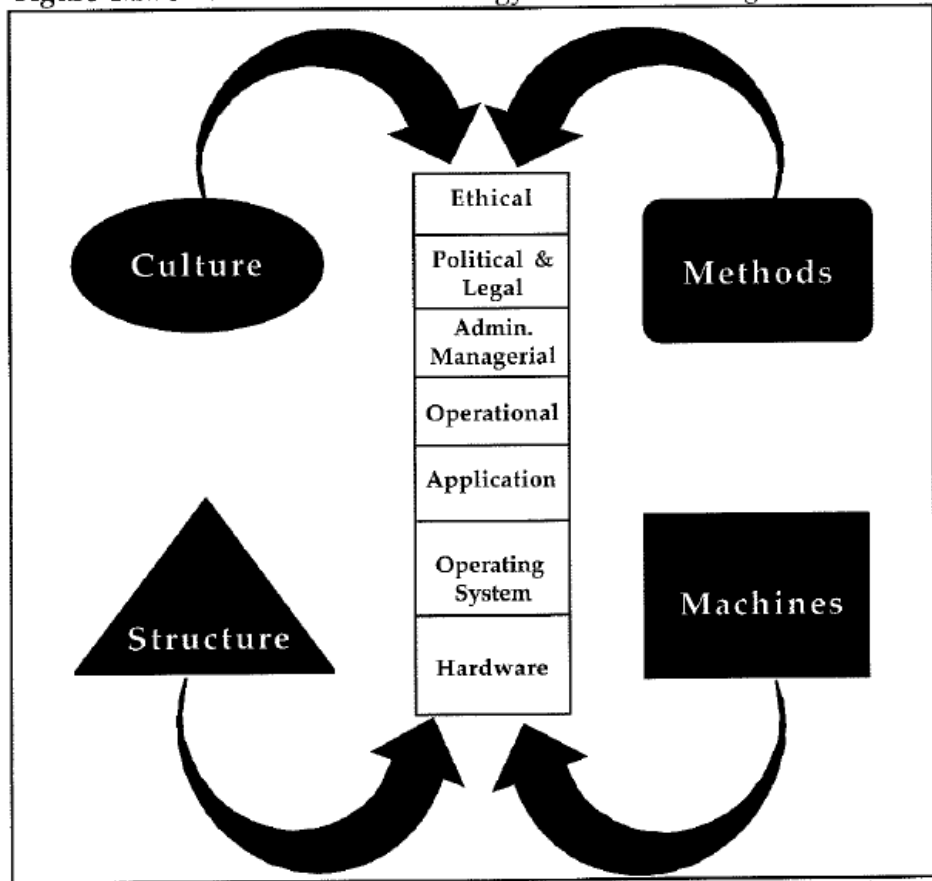 Culture
Methods
Ethical
Political &
Legal
Admin.
Managerial
Operational
Application
Operating
System
Hardware
Structure
Machines